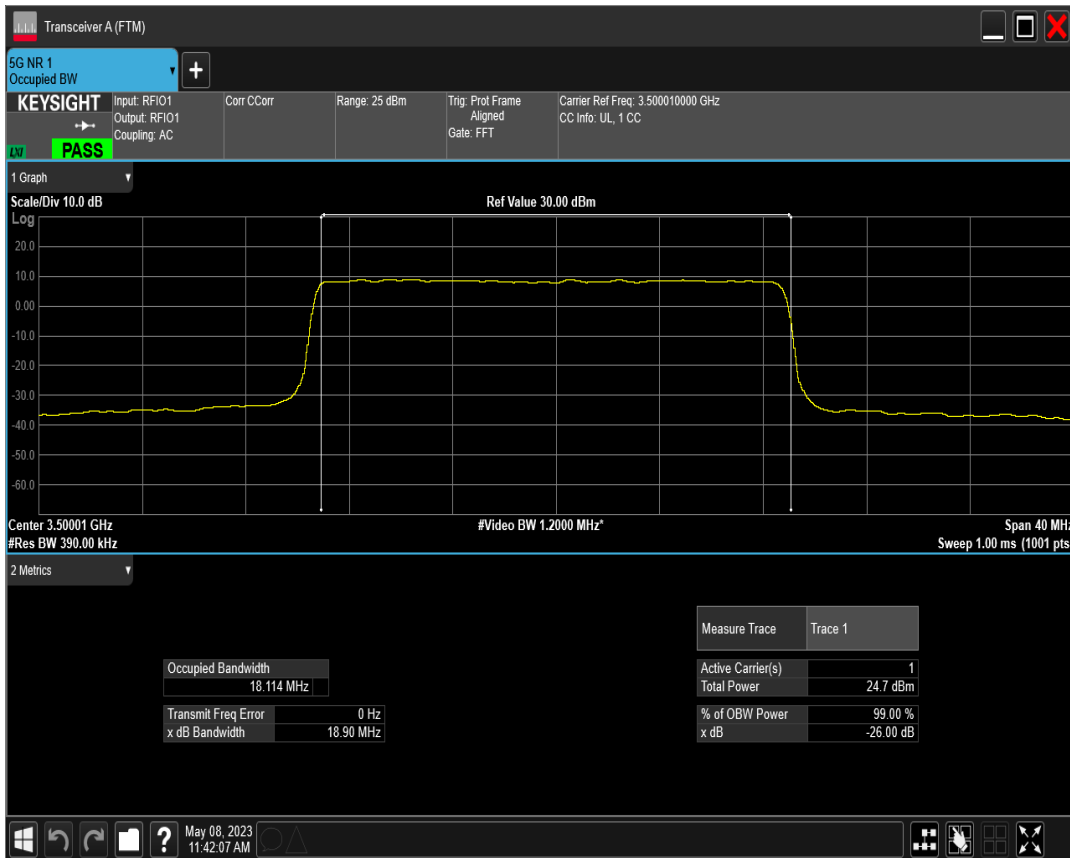 Transceiver A (FTM)
5G NR 1
Occupied BW
+
KEYSIGHT
LXI
PASS
Input: RFIO1
Output: RFIO1
Coupling: AC
Corr CCorr
Range: 25 dBm
Trig: Prot Frame
Aligned
Gate: FFT
Carrier Ref Freq: 3.500010000 GHz
CC Info: UL, 1 CC
1 Graph
Scale/Div 10.0 dB
Ref Value 30.00 dBm
Log
20.0
10.0
0.00
-10.0
-20.0
-30.0
-40.0
-50.0
-60.0
Center 3.50001 GHz
#Video BW 1.2000 MHz*
Span 40 MHz
#Res BW 390.00 kHz
Sweep 1.00 ms (1001 pts
2 Metrics
Measure Trace Trace 1
Occupied Bandwidth
18.114 MHz
Active Carrier(s) 1
Total Power 24.7 dBm
Transmit Freq Error 0 Hz
x dB Bandwidth 18.90 MHz
% of OBW Power 99.00 %
x dB -26.00 dB
?
May 08, 2023
11:42:07 AM